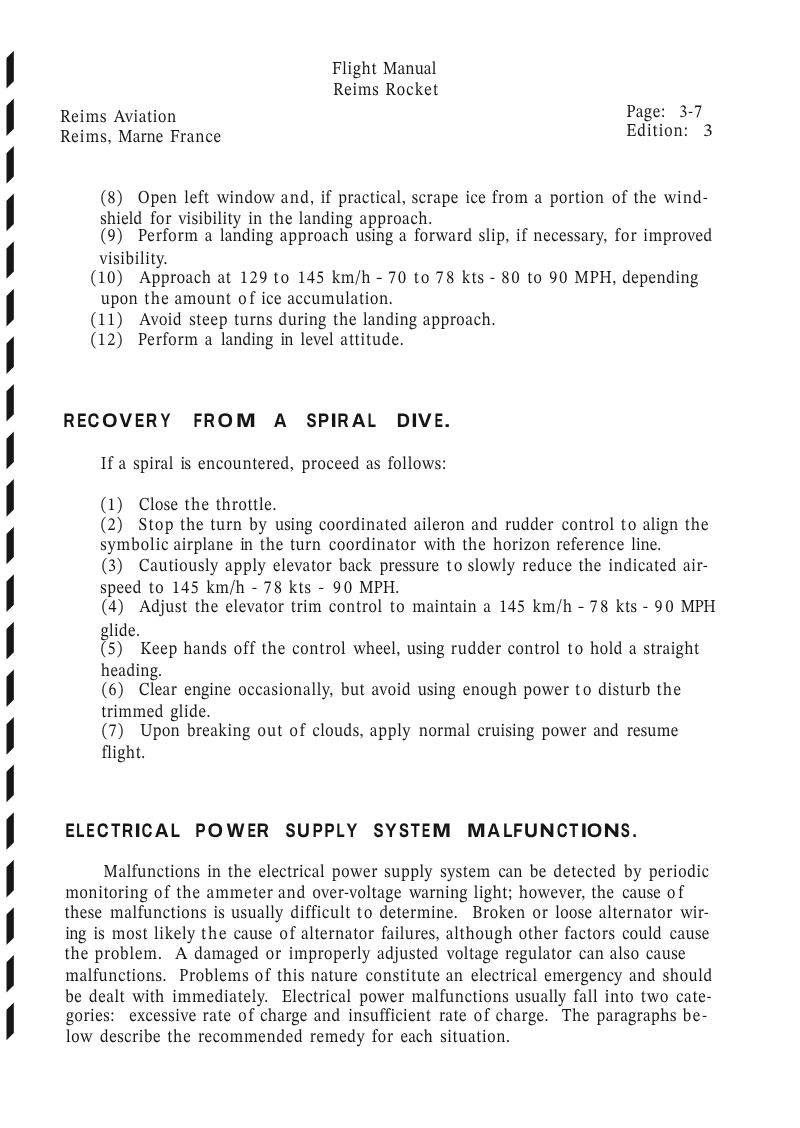 Flight Manual
Reims Rocket
Reims Aviation
Reims, Marne France
Page: 3-7
Edition: 3
(8) Open left window and, if practical, scrape ice from a portion of the wind-
shield for visibility in the landing approach.
(9) Perform a landing approach using a forward slip, if necessary, for improved
visibility.
(10) Approach at 129 to 145 km/h - 70 to 78 kts - 80 to 90 MPH, depending
upon the amount of ice accumulation.
(11) Avoid steep turns during the landing approach.
(12) Perform a landing in level attitude.
RECOVERY FROM A SPIRAL DIVE.
If a spiral is encountered, proceed as follows:
(1) Close the throttle.
(2) Stop the turn by using coordinated aileron and rudder control to align the
symbolic airplane in the turn coordinator with the horizon reference line.
(3) Cautiously apply elevator back pressure to slowly reduce the indicated air-
speed to 145 km/h - 78 kts - 90 MPH.
(4) Adjust the elevator trim control to maintain a 145 km/h - 78 kts - 90 MPH
glide.
(5) Keep hands off the control wheel, using rudder control to hold a straight
heading.
(6) Clear engine occasionally, but avoid using enough power to disturb the
trimmed glide.
(7) Upon breaking out of clouds, apply normal cruising power and resume
flight.
ELECTRICAL POWER SUPPLY SYSTEM MALFUNCTIONS.
Malfunctions in the electrical power supply system can be detected by periodic
monitoring of the ammeter and over-voltage warning light; however, the cause of
these malfunctions is usually difficult to determine. Broken or loose alternator wir-
ing is most likely the cause of alternator failures, although other factors could cause
the problem. A damaged or improperly adjusted voltage regulator can also cause
malfunctions. Problems of this nature constitute an electrical emergency and should
be dealt with immediately. Electrical power malfunctions usually fall into two cate-
gories: excessive rate of charge and insufficient rate of charge. The paragraphs be-
low describe the recommended remedy for each situation.